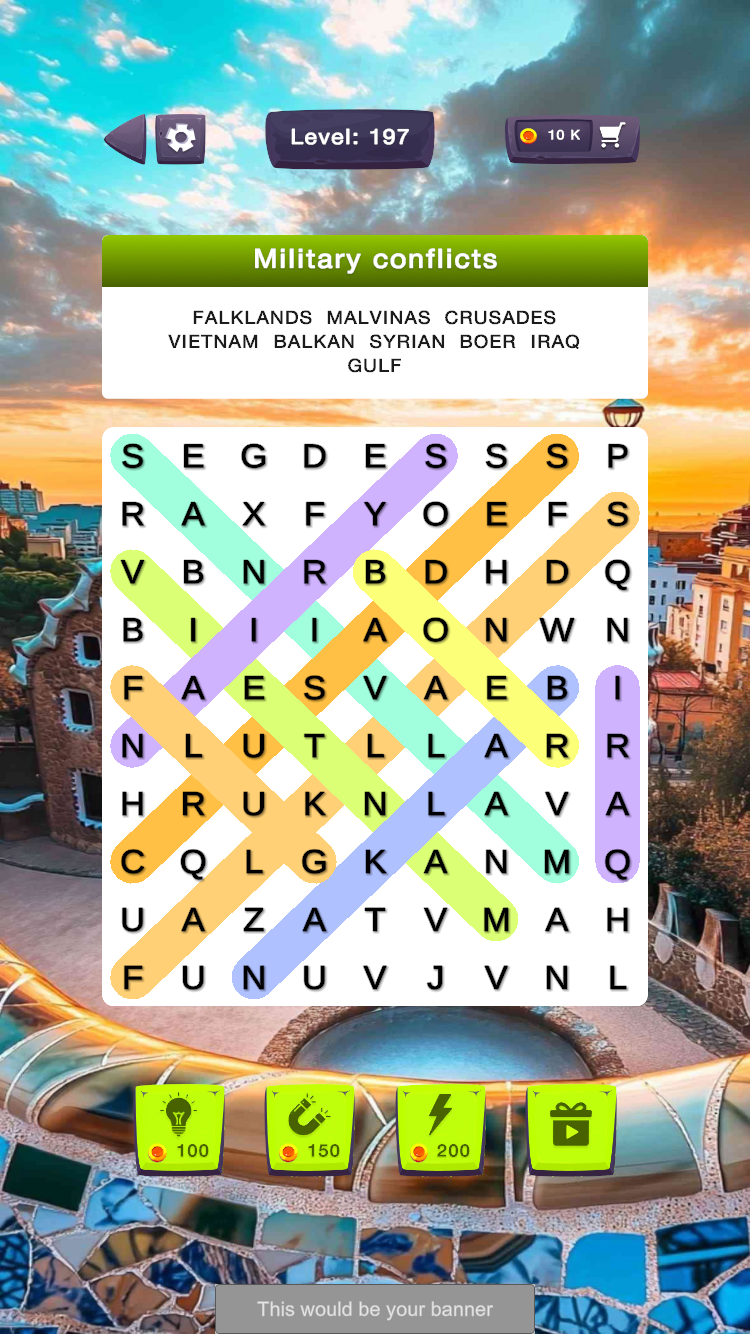 Level: 197
10 K
Military conflicts
FALKLANDS MALVINAS CRUSADES
VIETNAM BALKAN SYRIAN BOER IRAQ
GULF
S E G D E S S S P
R A X F Y O E F S
V B N R B D H D Q
B I I I A O N W N
F A E S V A E B I
N L U T L L A R R
H R U K N L A V A
C Q L G K A N M Q
U A Z A T V M A H
F U N U V J V N L
100 150 200
This would be your banner